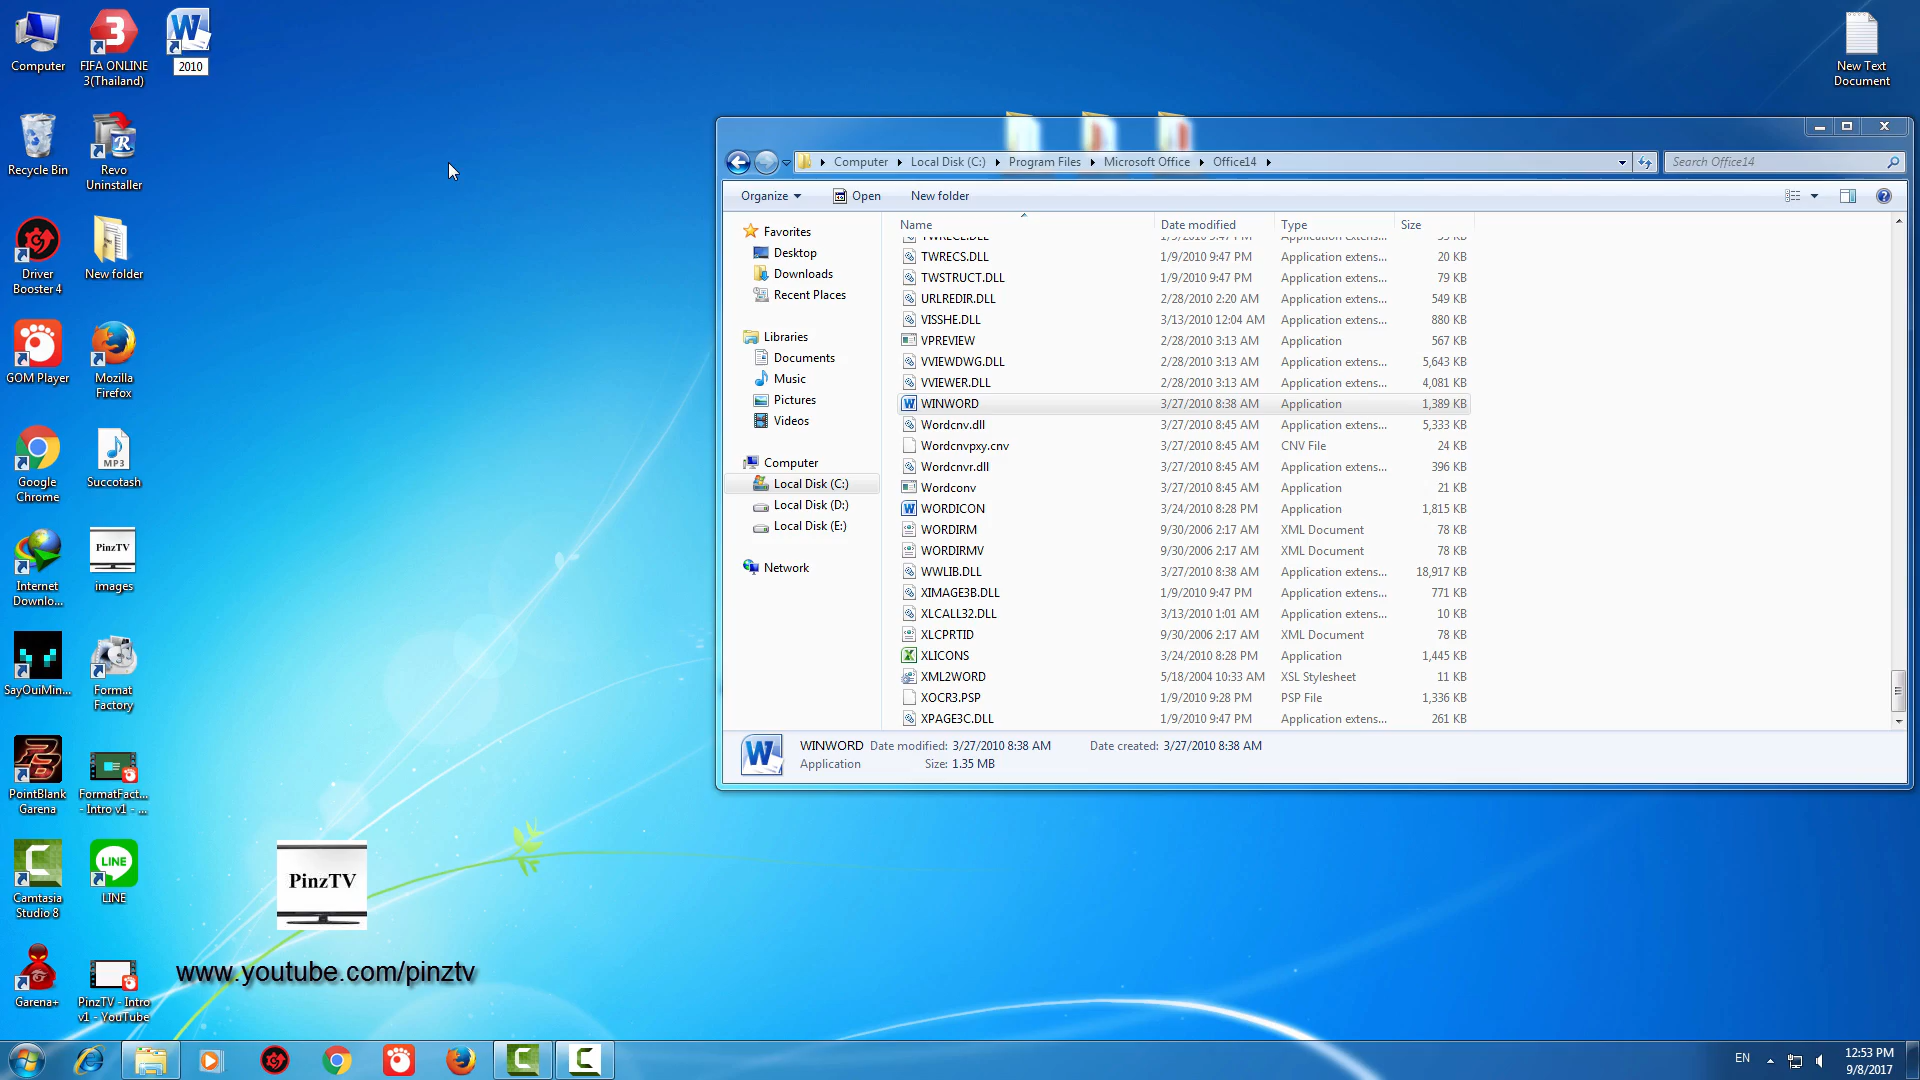 Computer
FIFA ONLINE
3(Thailand)
2010
New Text
Document
Recycle Bin
Revo
Uninstaller
Driver
Booster 4
New folder
GOM Player
Mozilla
Firefox
Google
Chrome
MP3
Succotash
Internet
Downlo...
PinzTV
images
SayOuiMin...
Format
Factory
PointBlank
Garena
FormatFact...
- Intro v1 - ...
Camtasia
Studio 8
LINE
LINE
Garena+
PinzTV - Intro
v1 - YouTube
PinzTV
www.youtube.com/pinztv
Computer Local Disk (C:) Program Files Microsoft Office Office14
Search Office14
Organize Open New folder
Favorites
Desktop
Downloads
Recent Places
Libraries
Documents
Music
Pictures
Videos
Computer
Local Disk (C:)
Local Disk (D:)
Local Disk (E:)
Network
Name Date modified Type Size
TWRECS.DLL 1/9/2010 9:47 PM Application extens... 20 KB
TWSTRUCT.DLL 1/9/2010 9:47 PM Application extens... 79 KB
URLREDIR.DLL 2/28/2010 2:20 AM Application extens... 549 KB
VISSHE.DLL 3/13/2010 12:04 AM Application extens... 880 KB
VPREVIEW 2/28/2010 3:13 AM Application 567 KB
VVIEWDWG.DLL 2/28/2010 3:13 AM Application extens... 5,643 KB
VVIEWER.DLL 2/28/2010 3:13 AM Application extens... 4,081 KB
WINWORD 3/27/2010 8:38 AM Application 1,389 KB
Wordcnv.dll 3/27/2010 8:45 AM Application extens... 5,333 KB
Wordcnvpxy.cnv 3/27/2010 8:45 AM CNV File 24 KB
Wordcnvr.dll 3/27/2010 8:45 AM Application extens... 396 KB
Wordconv 3/27/2010 8:45 AM Application 21 KB
WORDICON 3/24/2010 8:28 PM Application 1,815 KB
WORDIRM 9/30/2006 2:17 AM XML Document 78 KB
WORDIRMV 9/30/2006 2:17 AM XML Document 78 KB
WWLIB.DLL 3/27/2010 8:38 AM Application extens... 18,917 KB
XIMAGE3B.DLL 1/9/2010 9:47 PM Application extens... 771 KB
XLCALL32.DLL 3/13/2010 1:01 AM Application extens... 10 KB
XLCPRTID 9/30/2006 2:17 AM XML Document 78 KB
XLICONS 3/24/2010 8:28 PM Application 1,445 KB
XML2WORD 5/18/2004 10:33 AM XSL Stylesheet 11 KB
XOCR3.PSP 1/9/2010 9:28 PM PSP File 1,336 KB
XPAGE3C.DLL 1/9/2010 9:47 PM Application extens... 261 KB
WINWORD Date modified: 3/27/2010 8:38 AM Date created: 3/27/2010 8:38 AM
Application Size: 1.35 MB
EN
12:53 PM
9/8/2017